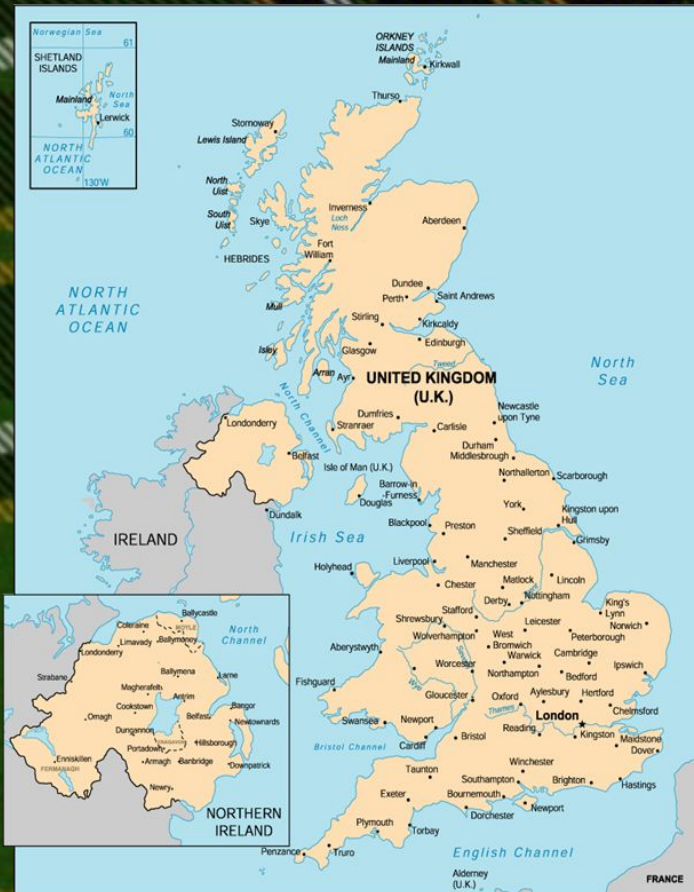 Norwegian Sea
61
SHETLAND
ISLANDS
Mainland
North
Sea
Lerwick
60
NORTH
ATLANTIC
OCEAN
130'W
ORKNEY
ISLANDS
Mainland
Kirkwall
Thurso
Stornoway
Lewis Island
North
Uist
South
Uist
Skye
HEBRIDES
Inverness
Loch
Ness
Aberdeen
Fort
William
NORTH
ATLANTIC
OCEAN
Mull
Dundee
Perth
Saint Andrews
Stirling
Kirkcaldy
Glasgow
Edinburgh
Isley
Arran
Ayr
Tweed
UNITED KINGDOM
(U.K.)
North
Sea
North Channel
Londonderry
Dumfries
Stranraer
Carlisle
Newcastle
upon Tyne
Belfast
Durham
Middlesbrough
Isle of Man (U.K.)
Douglas
Barrow-in
-Furness
Northallerton
Scarborough
Dundalk
York
Kingston upon
Hull
IRELAND
Irish Sea
Blackpool
Preston
Sheffield
Grimsby
Holyhead
Liverpool
Manchester
Chester
Matlock
Lincoln
Derby
Nottingham
Stafford
King's
Lynn
Shrewsbury
Wolverhampton
Leicester
Norwich
Peterborough
West
Bromwich
Aberystwyth
Warwick
Cambridge
Worcester
Northampton
Bedford
Ipswich
Severn
Wye
Fishguard
Gloucester
Oxford
Aylesbury
Hertford
Chelmsford
Swansea
Newport
Thames
London
Cardiff
Bristol
Reading
Kingston
Maidstone
Dover
Bristol Channel
Taunton
Winchester
Southampton
Brighton
Hastings
Exeter
Bournemouth
Dorchester
Newport
Plymouth
Torbay
Penzance
Truro
English Channel
Alderney
(U.K.)
FRANCE
Ballycastle
Coleraine
MOYLE
North
Channel
Limavady
Ballymoney
Londonderry
Strabane
Ballymena
Larne
Magherafelt
Antrim
Cookstown
Bangor
Omagh
Belfast
Newtownards
Dungannon
CRAIGAVON
Hillsborough
Portadown
Enniskillen
FERMANAGH
Armagh
Banbridge
Downpatrick
Newry
NORTHERN
IRELAND